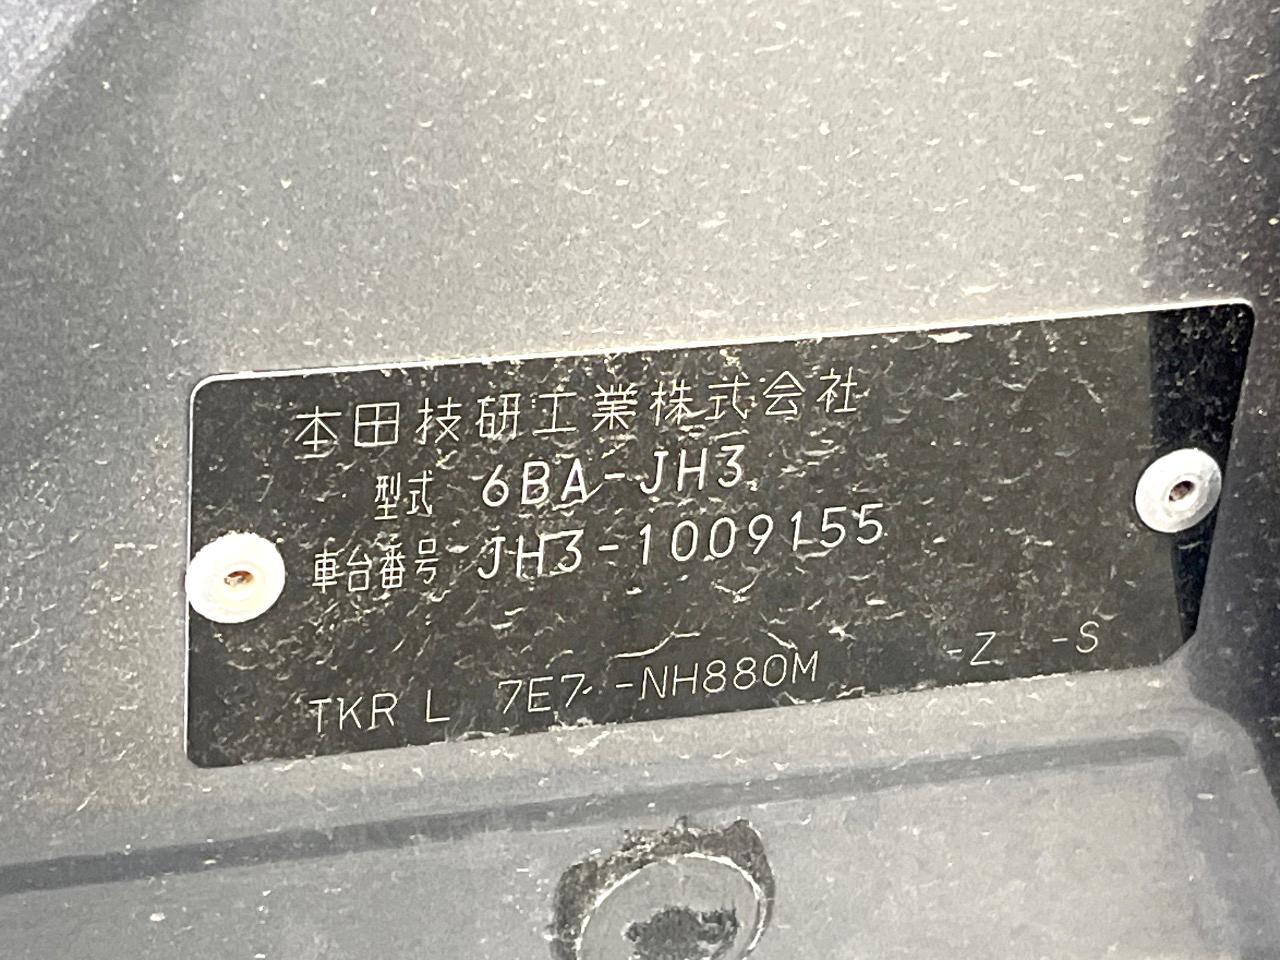 本田技研工業株式会社
型式 6BA-JH3
車台番号 JH3-1009155
TKR L 7E7 -NH880M -Z -S